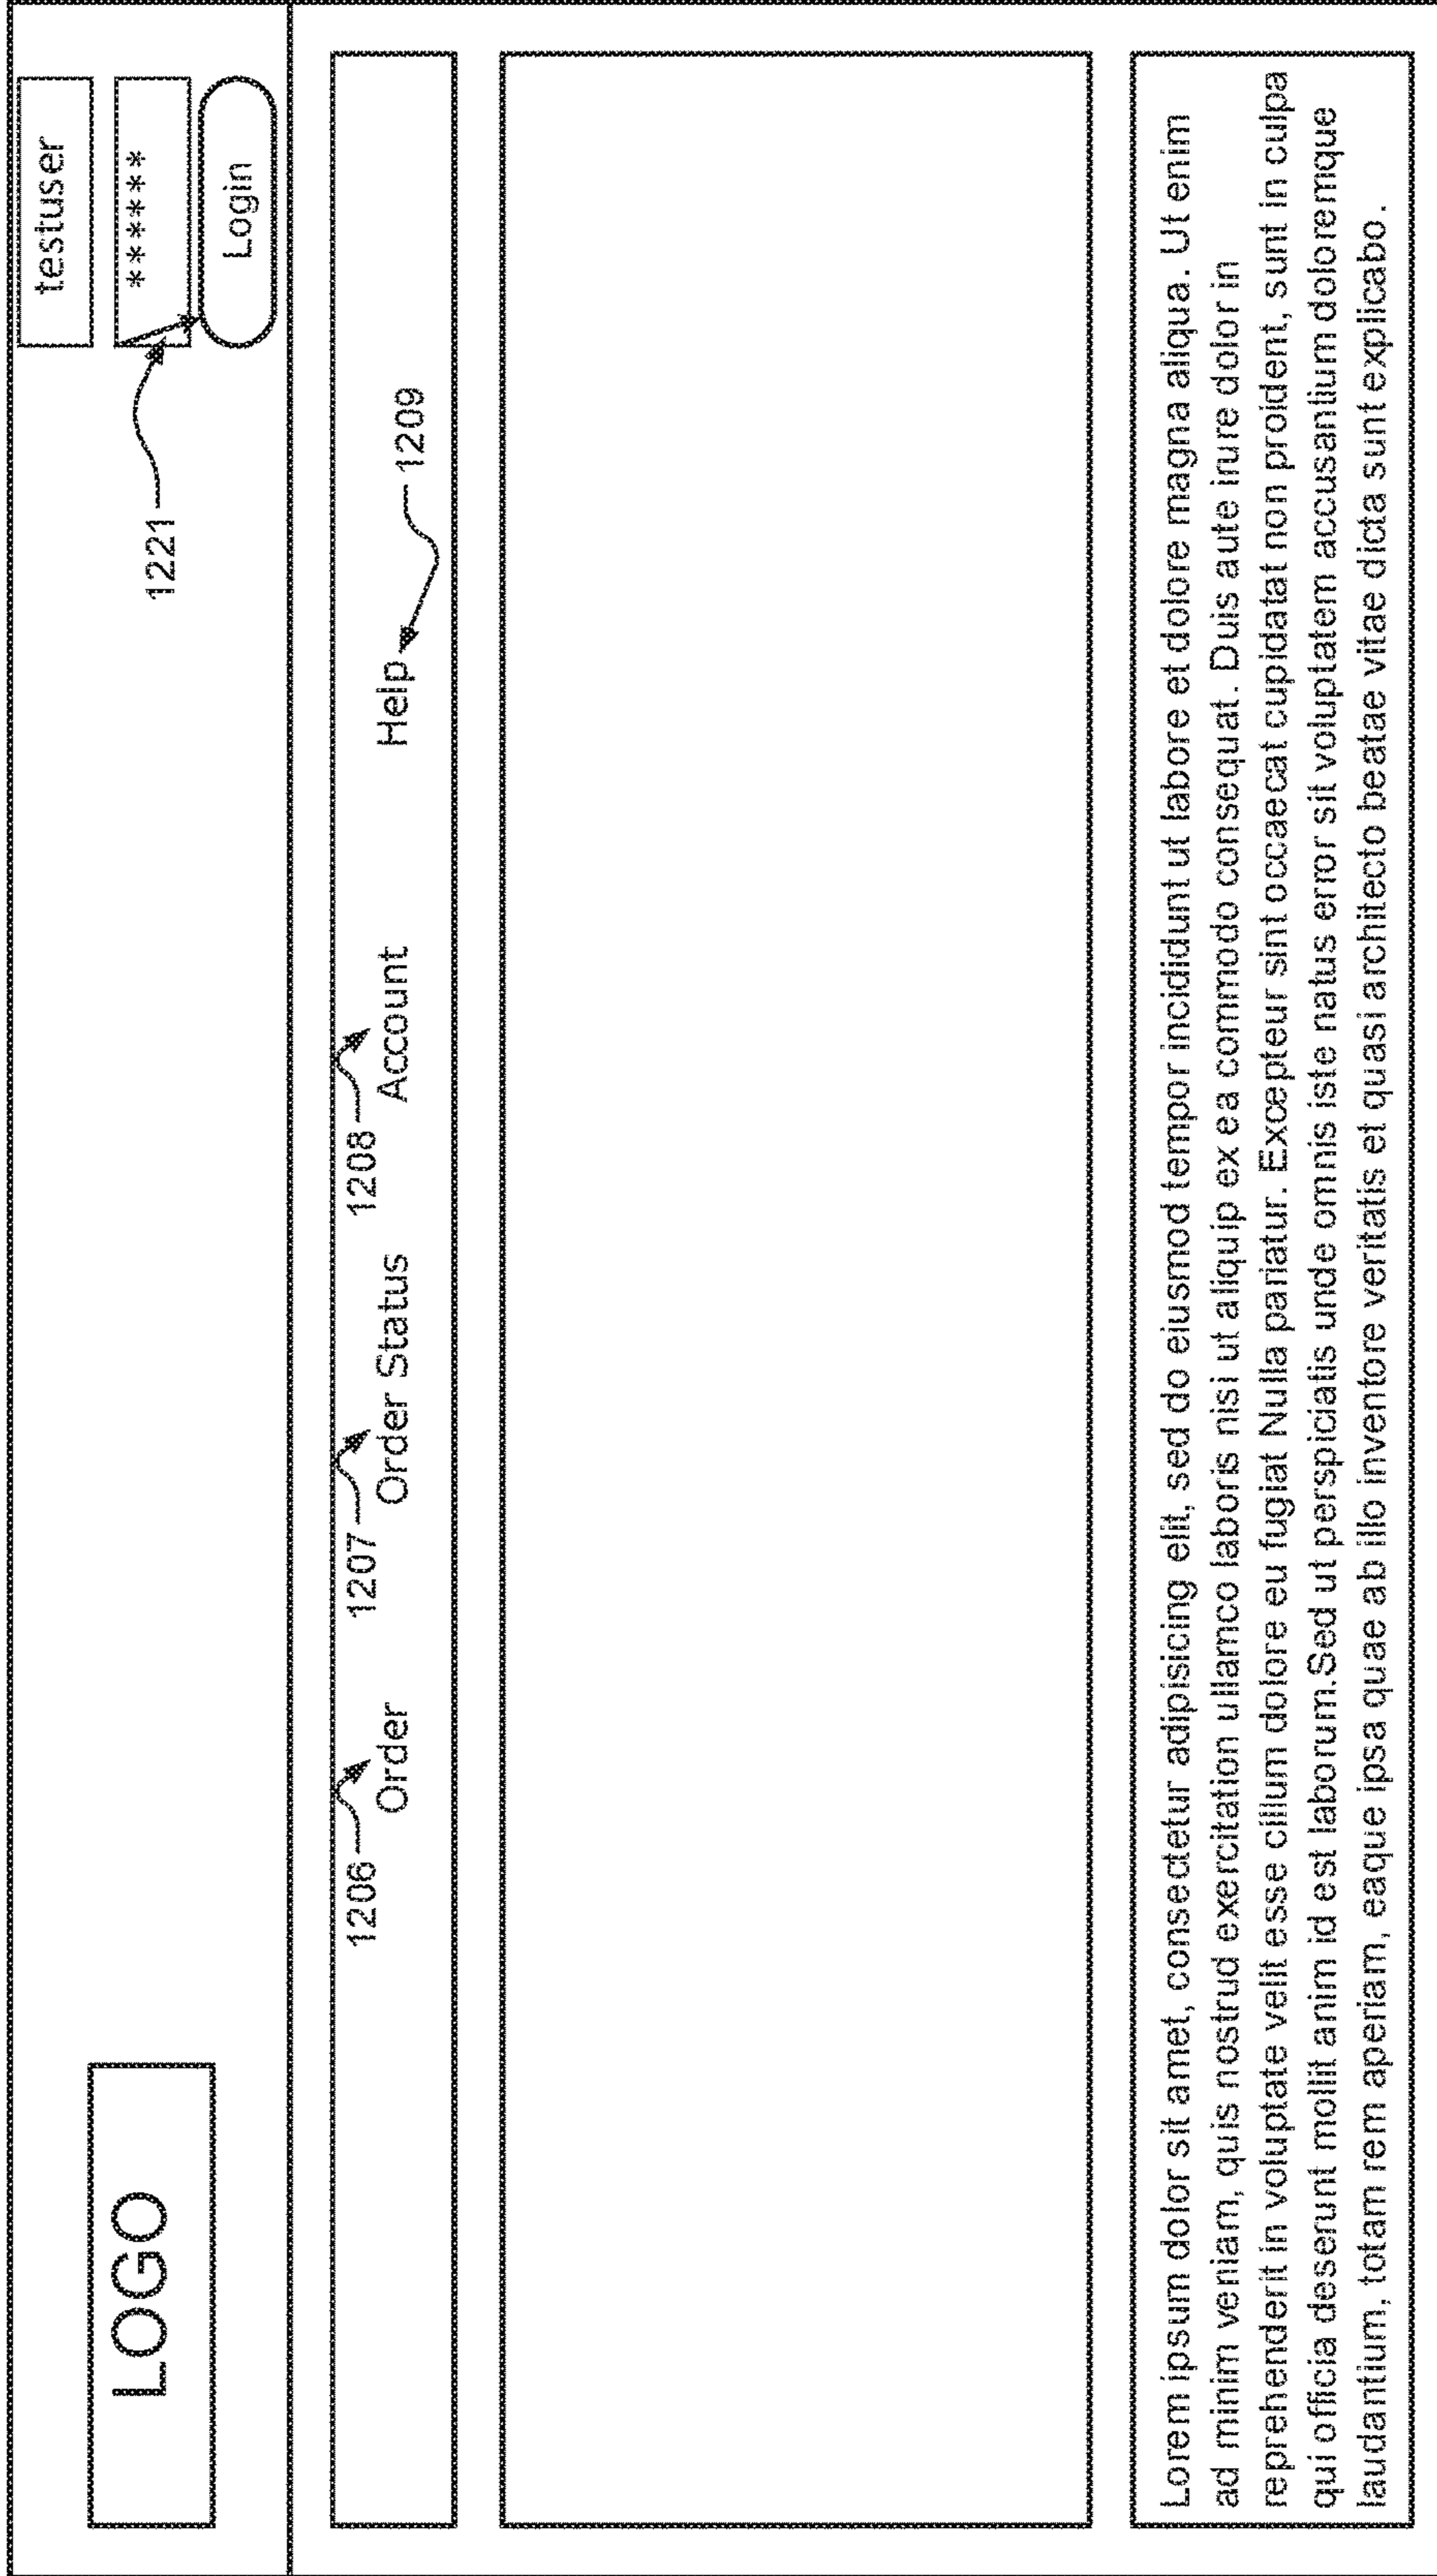 LOGO
testuser
******
Login
1221
1206
1207
1208
1209
Order
Order Status
Account
Help
Lorem ipsum dolor sit amet, consectetur adipisicing elit, sed do eiusmod tempor incididunt ut labore et dolore magna aliqua. Ut enim
ad minim veniam, quis nostrud exercitation ullamco laboris nisi ut aliquip ex ea commodo consequat. Duis aute irure dolor in
reprehenderit in voluptate velit esse cillum dolore eu fugiat Nulla pariatur. Excepteur sint occaecat cupidatat non proident, sunt in culpa
qui officia deserunt mollit anim id est laborum.Sed ut perspiciatis unde omnis iste natus error sit voluptatem accusantium doloremque
laudantium, totam rem aperiam, eaque ipsa quae ab illo inventore veritatis et quasi architecto beatae vitae dicta sunt explicabo.